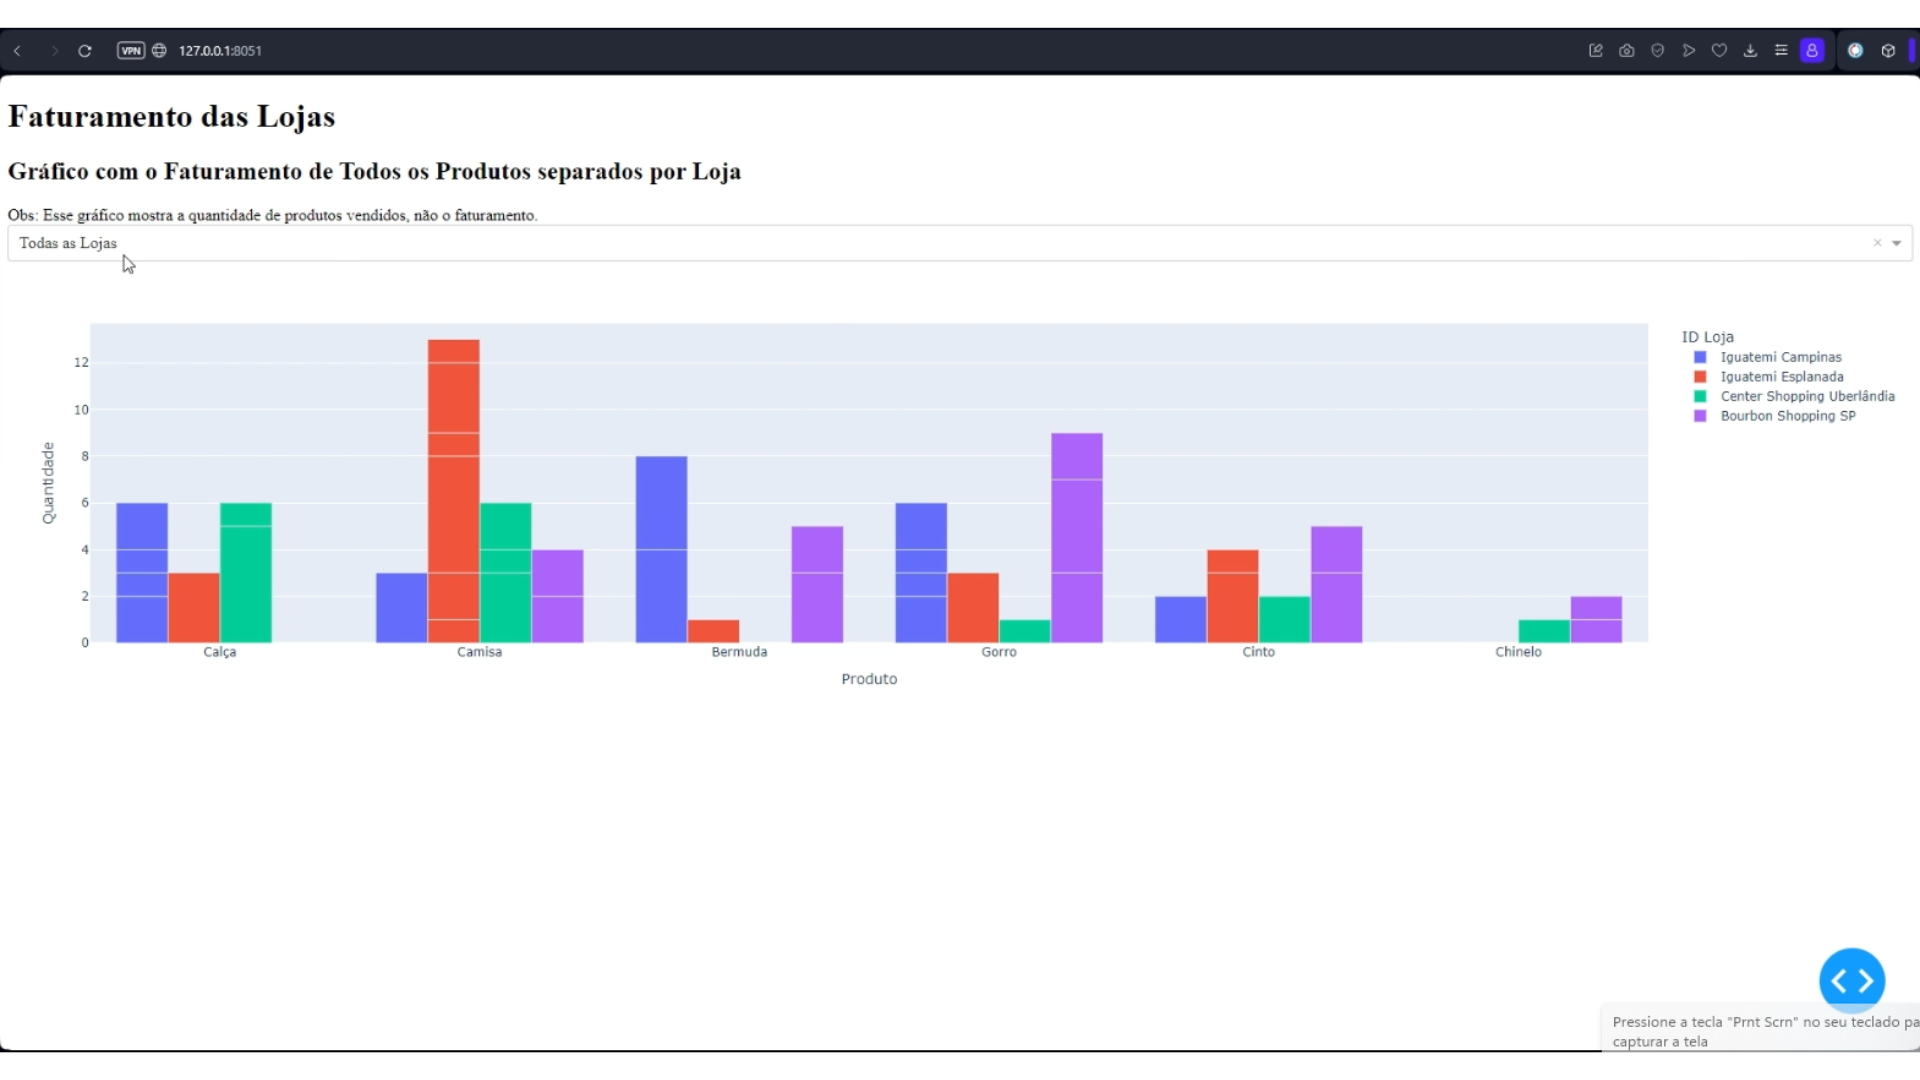 VPN 127.0.0.1:8051
Faturamento das Lojas
Gráfico com o Faturamento de Todos os Produtos separados por Loja
Obs: Esse gráfico mostra a quantidade de produtos vendidos, não o faturamento.
Todas as Lojas
ID Loja
Iguatemi Campinas
Iguatemi Esplanada
Center Shopping Uberlândia
Bourbon Shopping SP
Quantidade
12
10
8
6
4
2
0
Calça Camisa Bermuda Gorro Cinto Chinelo
Produto
Pressione a tecla "Prnt Scrn" no seu teclado pa
capturar a tela